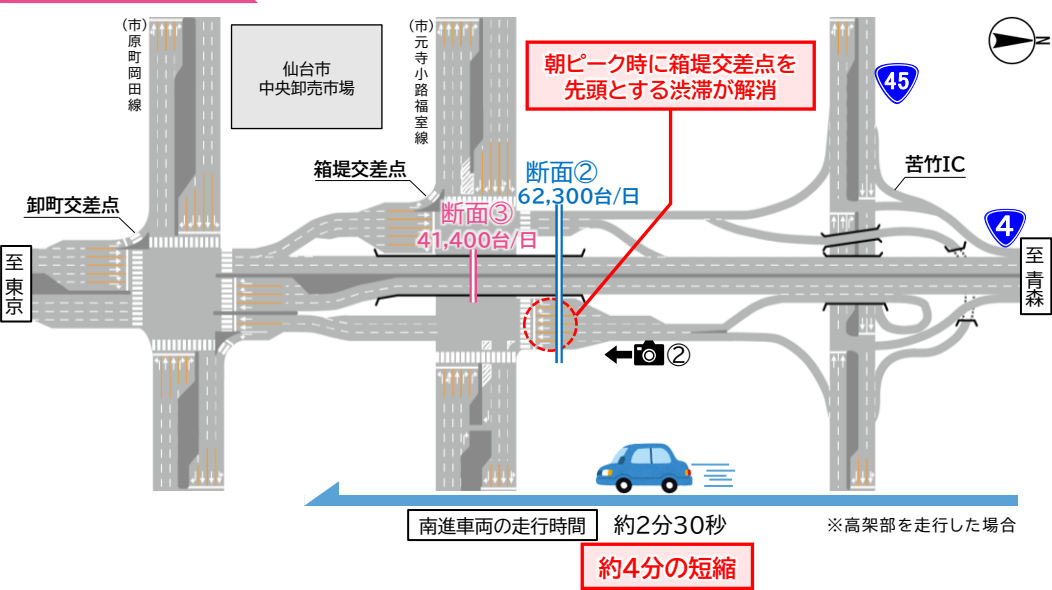 (市)原町岡田線
仙台市
中央卸売市場
(市)元寺小路福室線
朝ピーク時に箱堤交差点を
先頭とする渋滞が解消
45
N
苦竹IC
箱堤交差点
断面②
62,300台/日
卸町交差点
断面③
41,400台/日
4
至東京
至青森
②
南進車両の走行時間
約2分30秒
※高架部を走行した場合
約4分の短縮